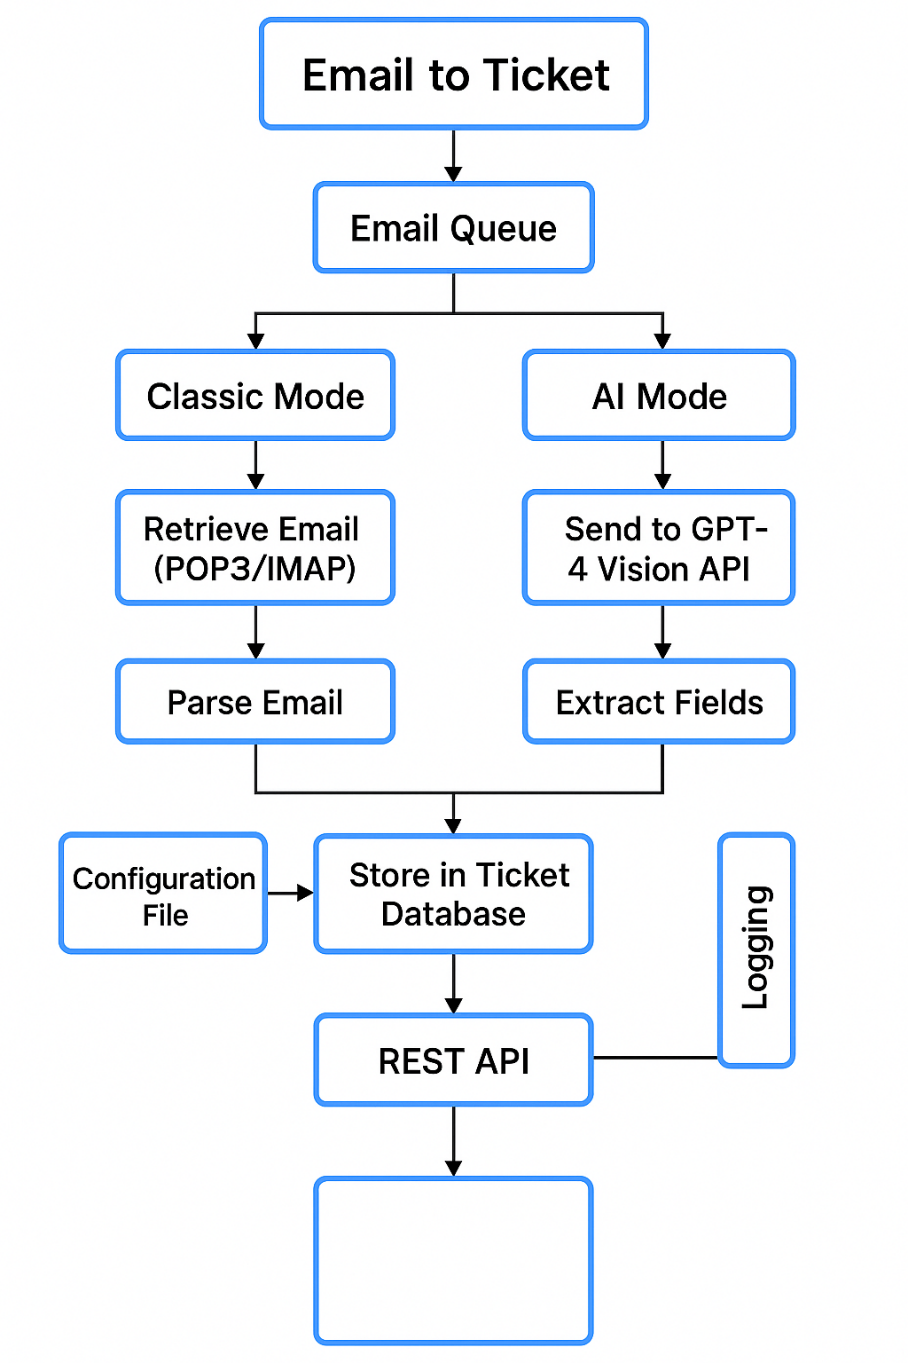 Email to Ticket
Email Queue
Classic Mode
AI Mode
Retrieve Email
(POP3/IMAP)
Send to GPT-
4 Vision API
Parse Email
Extract Fields
Configuration
File
Store in Ticket
Database
Logging
REST API